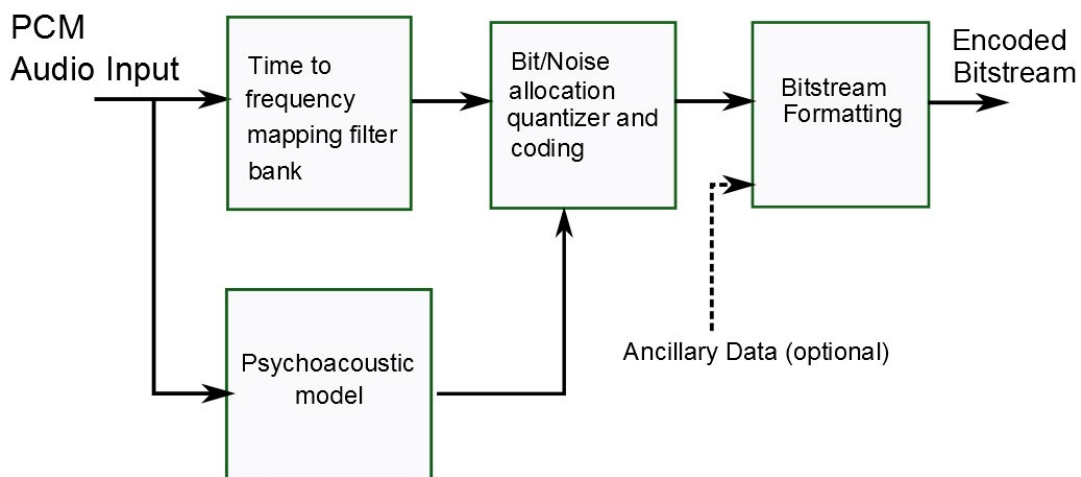 PCM
Audio Input
Time to
frequency
mapping filter
bank
Bit/Noise
allocation
quantizer and
coding
Bitstream
Formatting
Encoded
Bitstream
Psychoacoustic
model
Ancillary Data (optional)